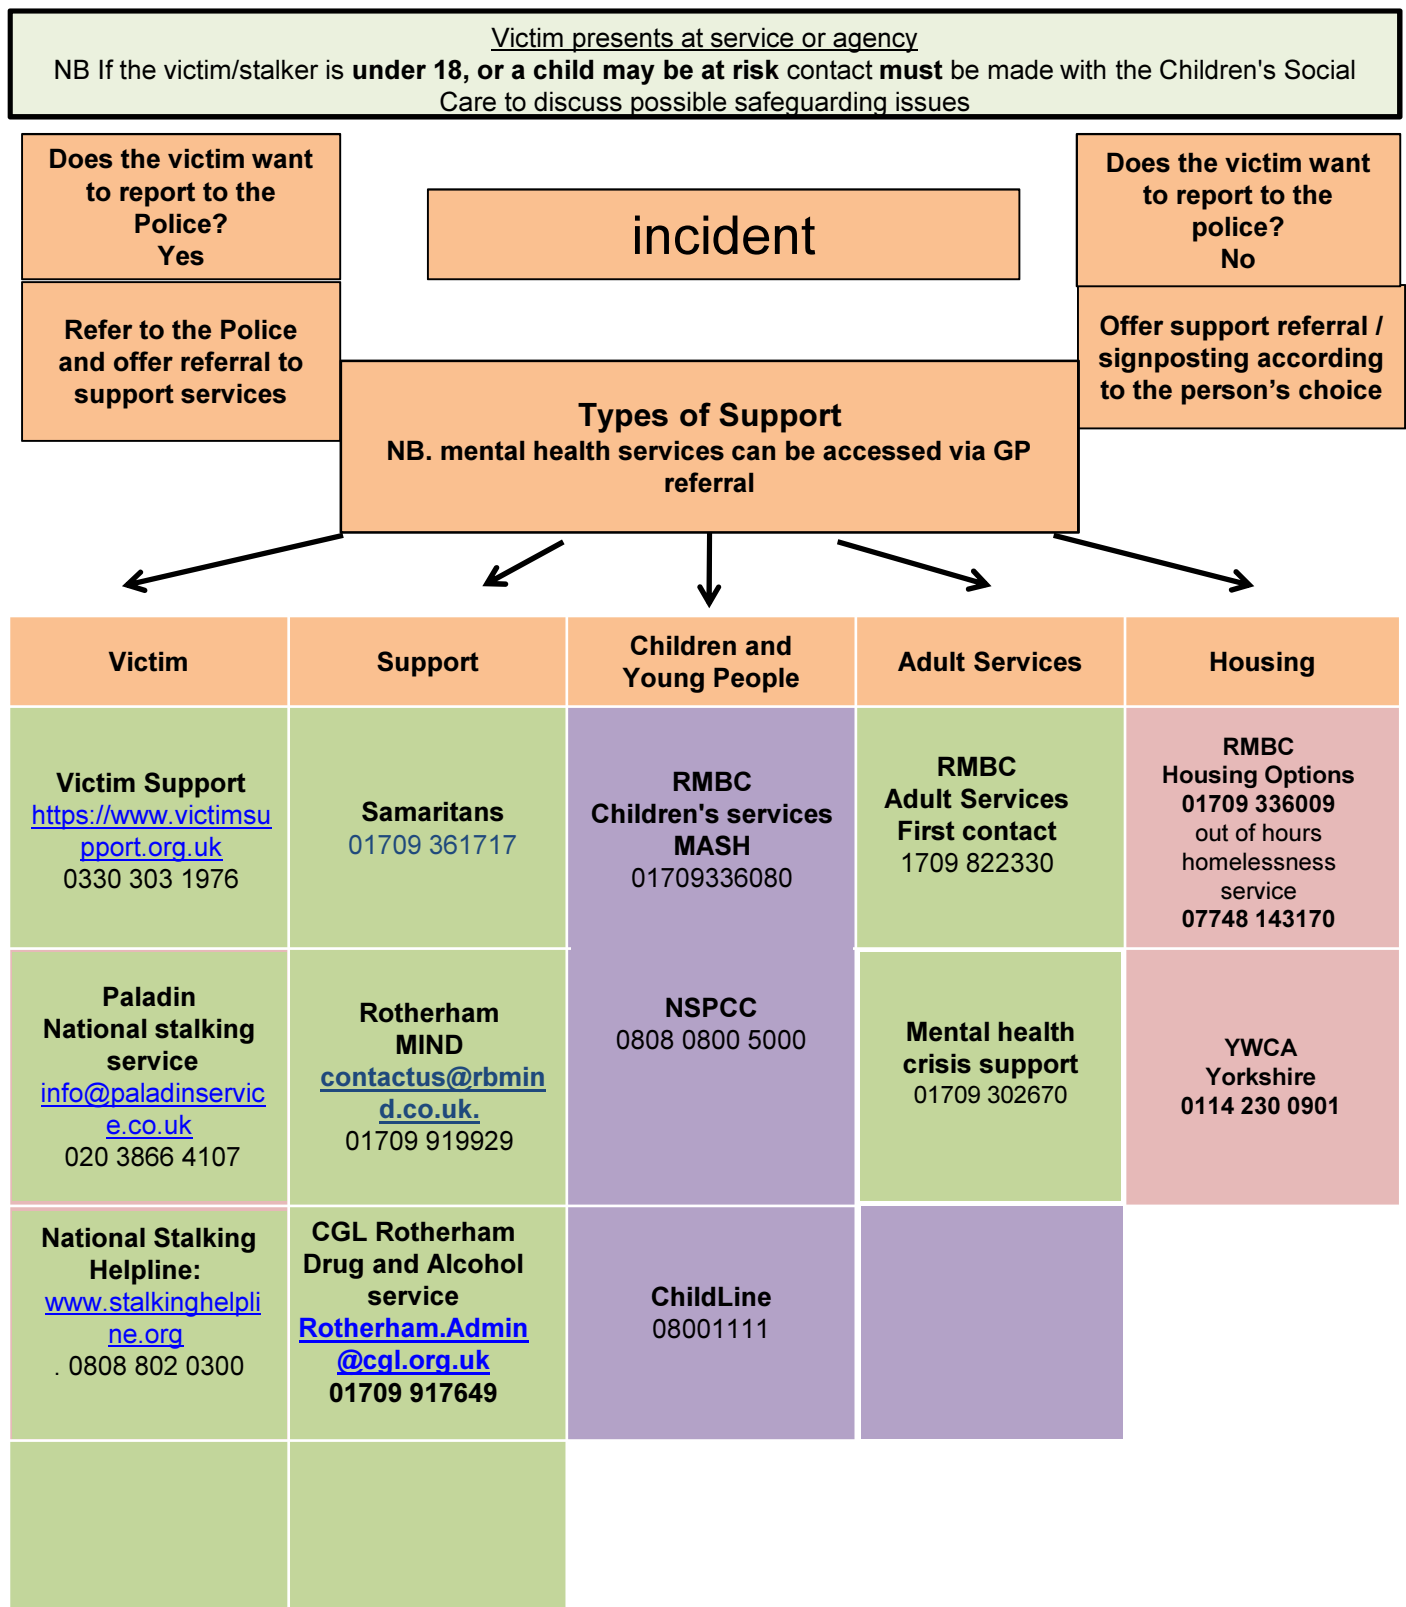 Victim presents at service or agency
NB If the victim/stalker is under 18, or a child may be at risk contact must be made with the Children's Social
Care to discuss possible safeguarding issues
Does the victim want
to report to the
Police?
Yes
incident
Does the victim want
to report to the
police?
No
Refer to the Police
and offer referral to
support services
Offer support referral /
signposting according
to the person’s choice
Types of Support
NB. mental health services can be accessed via GP
referral
Victim
Support
Children and
Young People
Adult Services
Housing
Victim Support
https://www.victimsu
pport.org.uk
0330 303 1976
Samaritans
01709 361717
RMBC
Children's services
MASH
01709336080
RMBC
Adult Services
First contact
1709 822330
RMBC
Housing Options
01709 336009
out of hours
homelessness
service
07748 143170
Paladin
National stalking
service
info@paladinservic
e.co.uk
020 3866 4107
Rotherham
MIND
contactus@rbmin
d.co.uk.
01709 919929
NSPCC
0808 0800 5000
Mental health
crisis support
01709 302670
YWCA
Yorkshire
0114 230 0901
National Stalking
Helpline:
www.stalkinghelpli
ne.org
. 0808 802 0300
CGL Rotherham
Drug and Alcohol
service
Rotherham.Admin
@cgl.org.uk
01709 917649
ChildLine
08001111